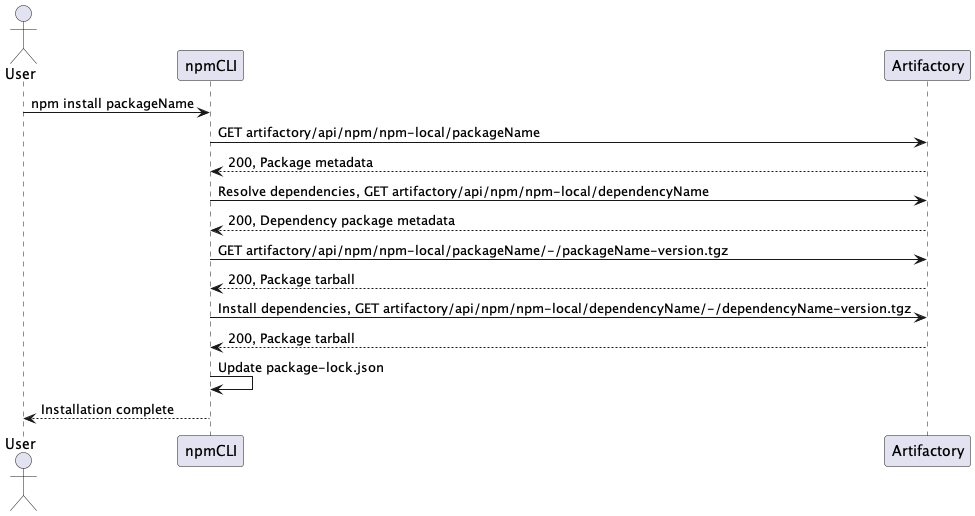 User
npmCLI
Artifactory
npm install packageName
GET artifactory/api/npm/npm-local/packageName
200, Package metadata
Resolve dependencies, GET artifactory/api/npm/npm-local/dependencyName
200, Dependency package metadata
GET artifactory/api/npm/npm-local/packageName/-/packageName-version.tgz
200, Package tarball
Install dependencies, GET artifactory/api/npm/npm-local/dependencyName/-/dependencyName-version.tgz
200, Package tarball
Update package-lock.json
Installation complete
User
npmCLI
Artifactory